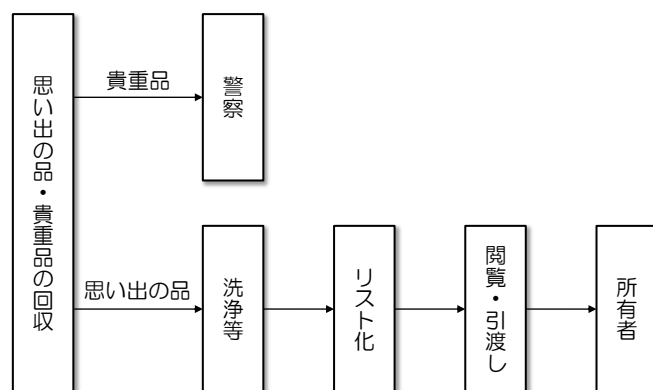 思い出の品・貴重品の回収
貴重品
警察
思い出の品
洗浄等
リスト化
閲覧・引渡し
所有者